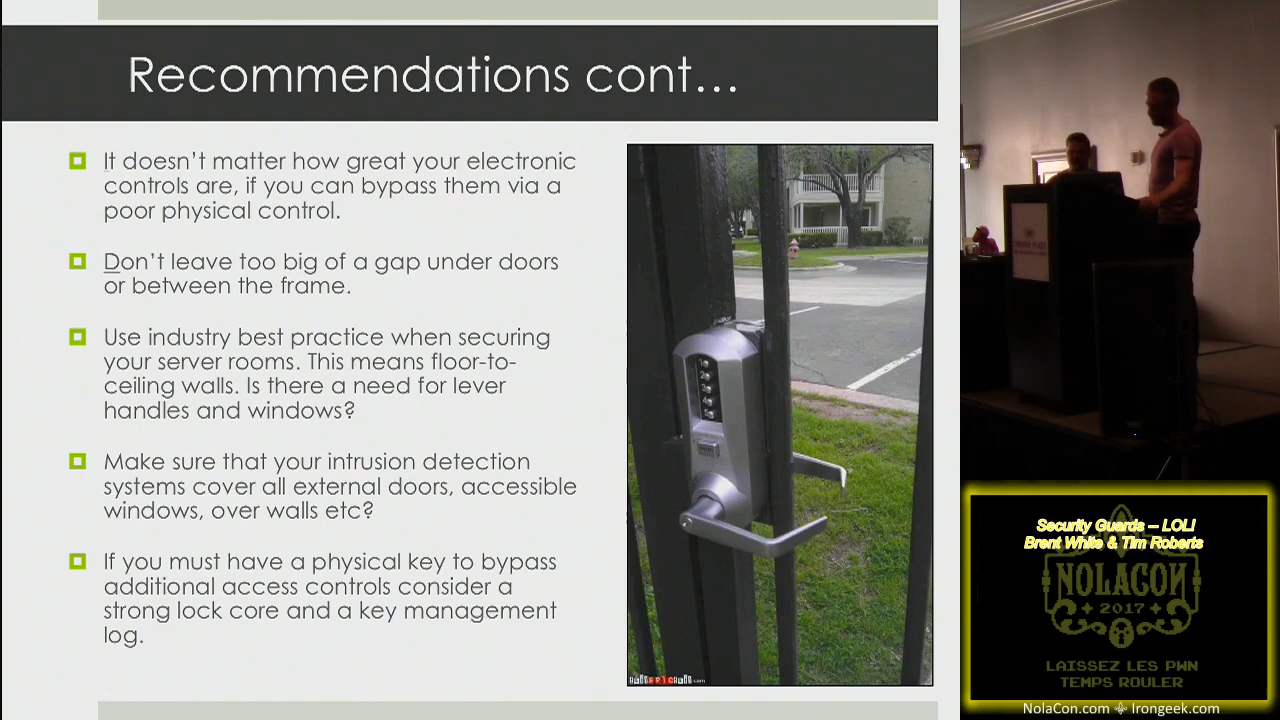 Recommendations cont...
It doesn't matter how great your electronic
controls are, if you can bypass them via a
poor physical control.
Don't leave too big of a gap under doors
or between the frame.
Use industry best practice when securing
your server rooms. This means floor-to-
ceiling walls. Is there a need for lever
handles and windows?
Make sure that your intrusion detection
systems cover all external doors, accessible
windows, over walls etc?
If you must have a physical key to bypass
additional access controls consider a
strong lock core and a key management
log.
Security Guards -- LOL!
Brent White & Tim Roberts
NOLACON
2017
LAISSEZ LES PWN
TEMPS ROULER
NolaCon.com Irongeek.com